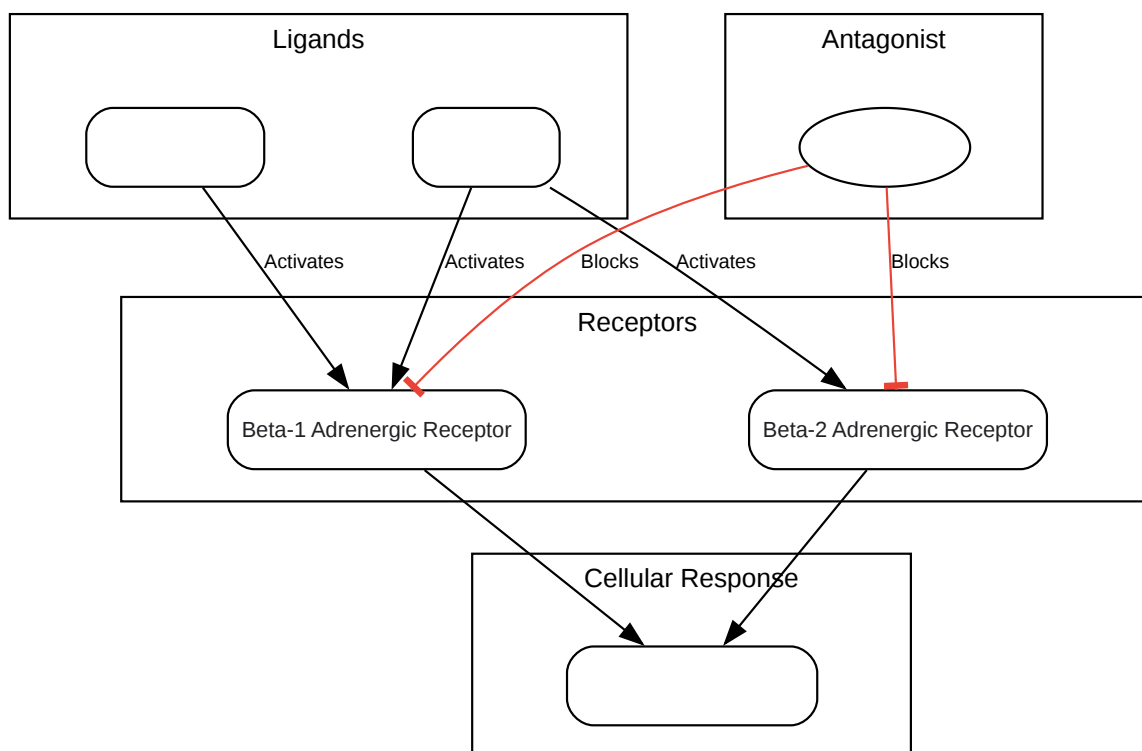 Ligands
Antagonist
Activates
Activates
Blocks
Activates
Blocks
Receptors
Beta-1 Adrenergic Receptor
Beta-2 Adrenergic Receptor
Cellular Response